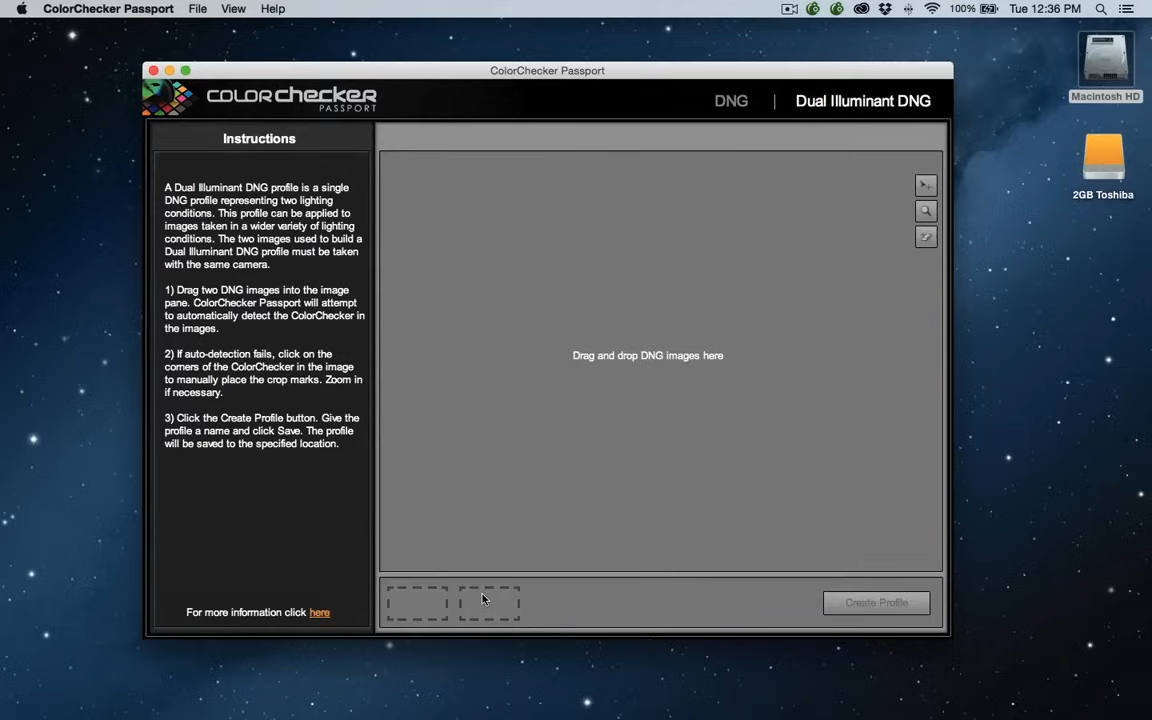 ColorChecker Passport File View Help 100% Tue 12:36 PM
Macintosh HD
2GB Toshiba
ColorChecker Passport
COLORCHECKER
PASSPORT
DNG | Dual Illuminant DNG
Instructions
A Dual Illuminant DNG profile is a single
DNG profile representing two lighting
conditions. This profile can be applied to
images taken in a wider variety of lighting
conditions. The two images used to build a
Dual Illuminant DNG profile must be taken
with the same camera.
1) Drag two DNG images into the image
pane. ColorChecker Passport will attempt
to automatically detect the ColorChecker in
the images.
2) If auto-detection fails, click on the
corners of the ColorChecker in the image
to manually place the crop marks. Zoom in
if necessary.
3) Click the Create Profile button. Give the
profile a name and click Save. The profile
will be saved to the specified location.
For more information click here
Drag and drop DNG images here
Create Profile